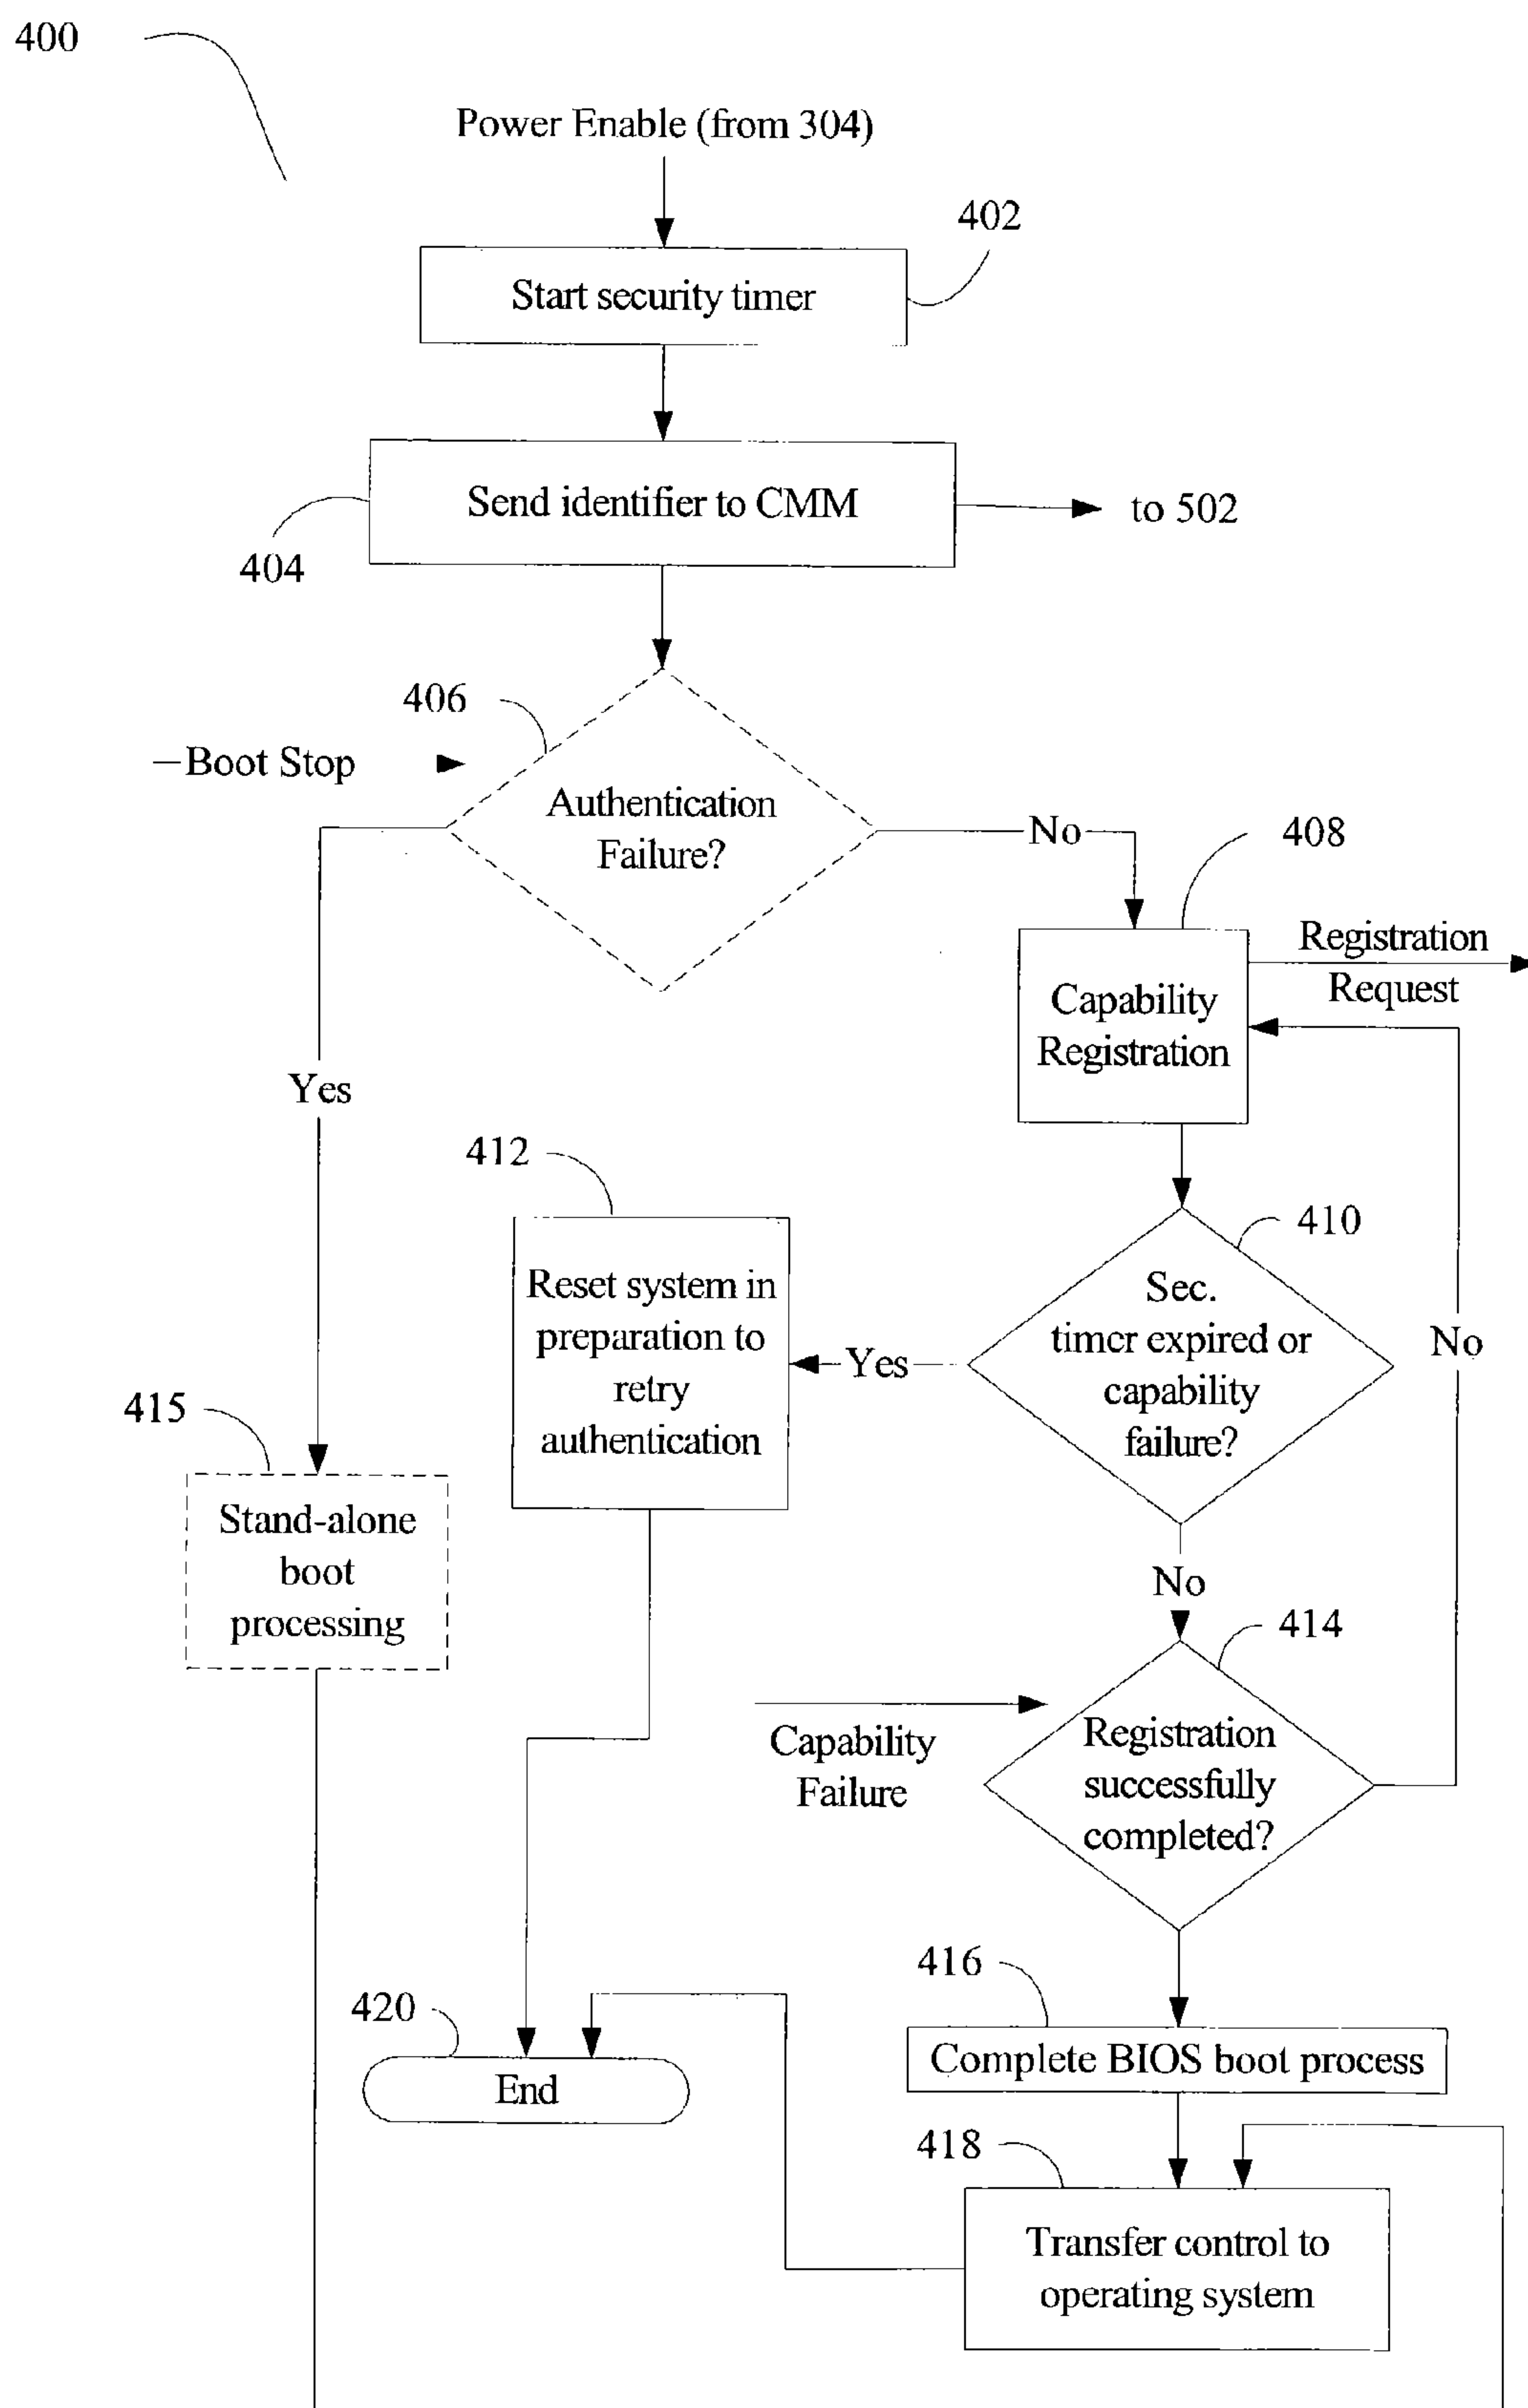 400
Power Enable (from 304)
402
Start security timer
Send identifier to CMM
to 502
404
406
Boot Stop
Authentication
Failure?
No
408
Registration
Request
Capability
Registration
Yes
412
410
Reset system in
preparation to
retry
authentication
Sec.
timer expired or
capability
failure?
Yes
No
415
Stand-alone
boot
processing
No
414
Capability
Failure
Registration
successfully
completed?
416
420
Complete BIOS boot process
End
418
Transfer control to
operating system